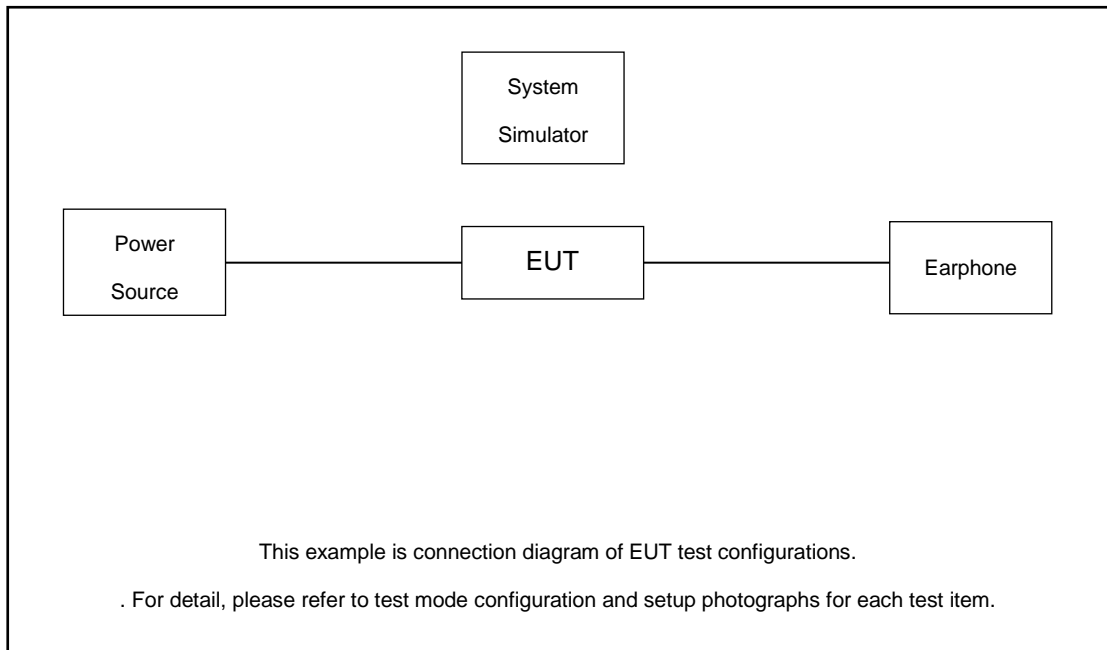 System
Simulator
Power
Source
EUT
Earphone
This example is connection diagram of EUT test configurations.
. For detail, please refer to test mode configuration and setup photographs for each test item.